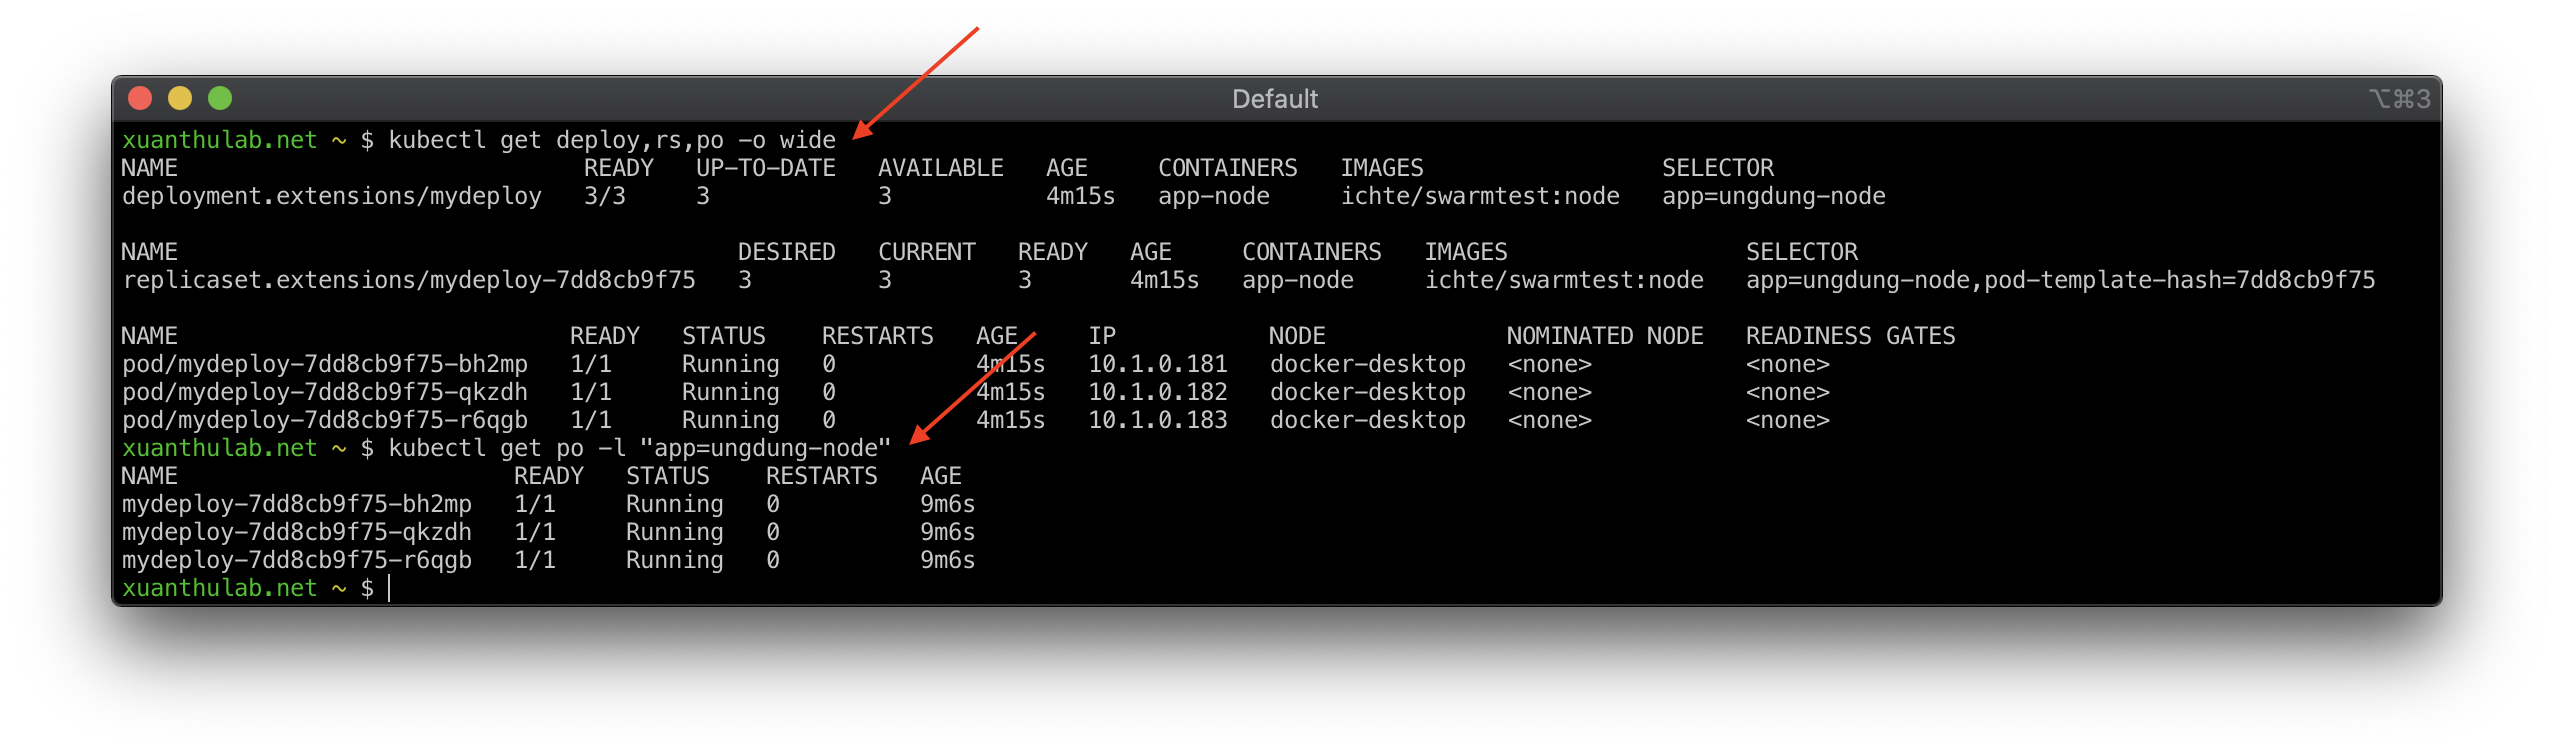 Default ⌥⌘3
xuanthulab.net ~ $ kubectl get deploy,rs,po -o wide
NAME READY UP-TO-DATE AVAILABLE AGE CONTAINERS IMAGES SELECTOR
deployment.extensions/mydeploy 3/3 3 3 4m15s app-node ichte/swarmtest:node app=ungdung-node
NAME DESIRED CURRENT READY AGE CONTAINERS IMAGES SELECTOR
replicaset.extensions/mydeploy-7dd8cb9f75 3 3 3 4m15s app-node ichte/swarmtest:node app=ungdung-node,pod-template-hash=7dd8cb9f75
NAME READY STATUS RESTARTS AGE IP NODE NOMINATED NODE READINESS GATES
pod/mydeploy-7dd8cb9f75-bh2mp 1/1 Running 0 4m15s 10.1.0.181 docker-desktop <none> <none>
pod/mydeploy-7dd8cb9f75-qkzdh 1/1 Running 0 4m15s 10.1.0.182 docker-desktop <none> <none>
pod/mydeploy-7dd8cb9f75-r6qgb 1/1 Running 0 4m15s 10.1.0.183 docker-desktop <none> <none>
xuanthulab.net ~ $ kubectl get po -l "app=ungdung-node"
NAME READY STATUS RESTARTS AGE
mydeploy-7dd8cb9f75-bh2mp 1/1 Running 0 9m6s
mydeploy-7dd8cb9f75-qkzdh 1/1 Running 0 9m6s
mydeploy-7dd8cb9f75-r6qgb 1/1 Running 0 9m6s
xuanthulab.net ~ $